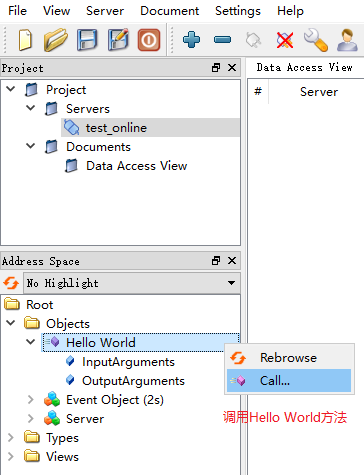 File View Server Document Settings Help
Project
Data Access View
Project
# Server
Servers
test_online
Documents
Data Access View
Address Space
No Highlight
Root
Objects
Hello World
InputArguments
OutputArguments
Event Object (2s)
Server
Types
Views
Rebrowse
Call...
调用Hello World方法